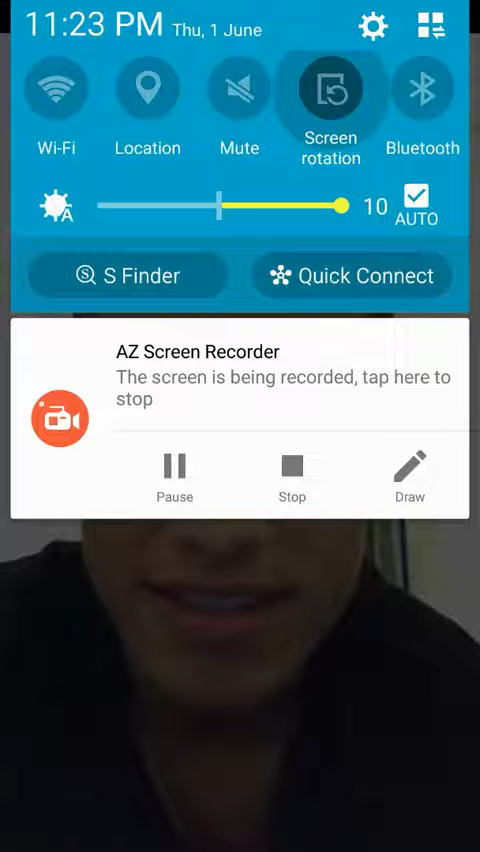 11:23 PM Thu, 1 June
Wi-Fi
Location
Mute
Screen
rotation
Bluetooth
A
10
AUTO
S Finder
Quick Connect
AZ Screen Recorder
The screen is being recorded, tap here to
stop
Pause
Stop
Draw